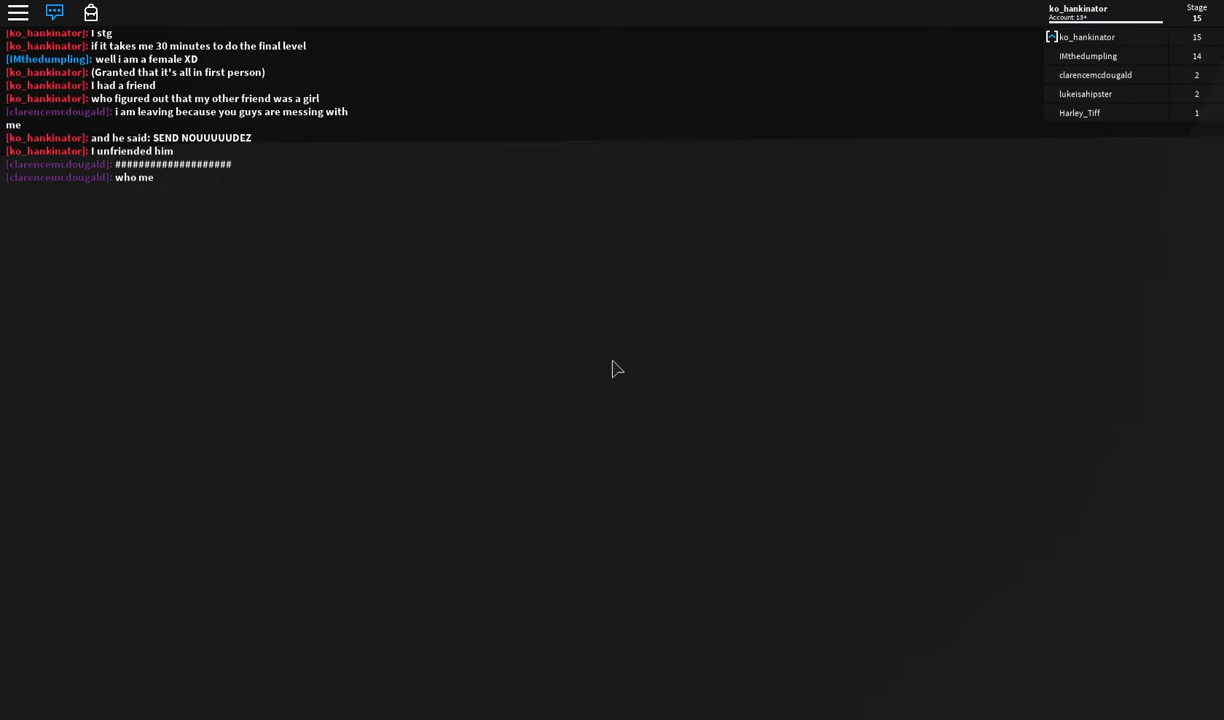 ko_hankinator
Account: 13+
Stage
15
[ko_hankinator]: I stg
[ko_hankinator]: if it takes me 30 minutes to do the final level
[IMthedumpling]: well i am a female XD
[ko_hankinator]: (Granted that it's all in first person)
[ko_hankinator]: I had a friend
[ko_hankinator]: who figured out that my other friend was a girl
[clarencemcdougald]: i am leaving because you guys are messing with
me
[ko_hankinator]: and he said: SEND NOUUUUUDEZ
[ko_hankinator]: I unfriended him
[clarencemcdougald]: ####################
[clarencemcdougald]: who me
ko_hankinator 15
IMthedumpling 14
clarencemcdougald 2
lukeisahipster 2
Harley_Tiff 1